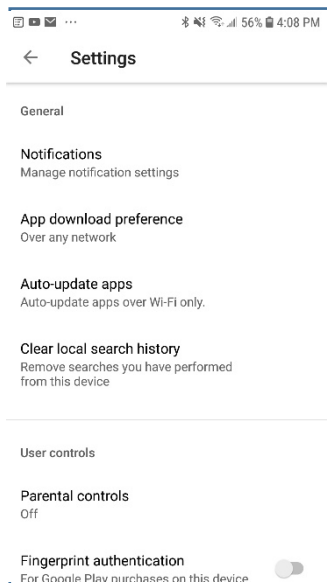 56% 4:08 PM
Settings
General
Notifications
Manage notification settings
App download preference
Over any network
Auto-update apps
Auto-update apps over Wi-Fi only.
Clear local search history
Remove searches you have performed
from this device
User controls
Parental controls
Off
Fingerprint authentication
For Google Play purchases on this device